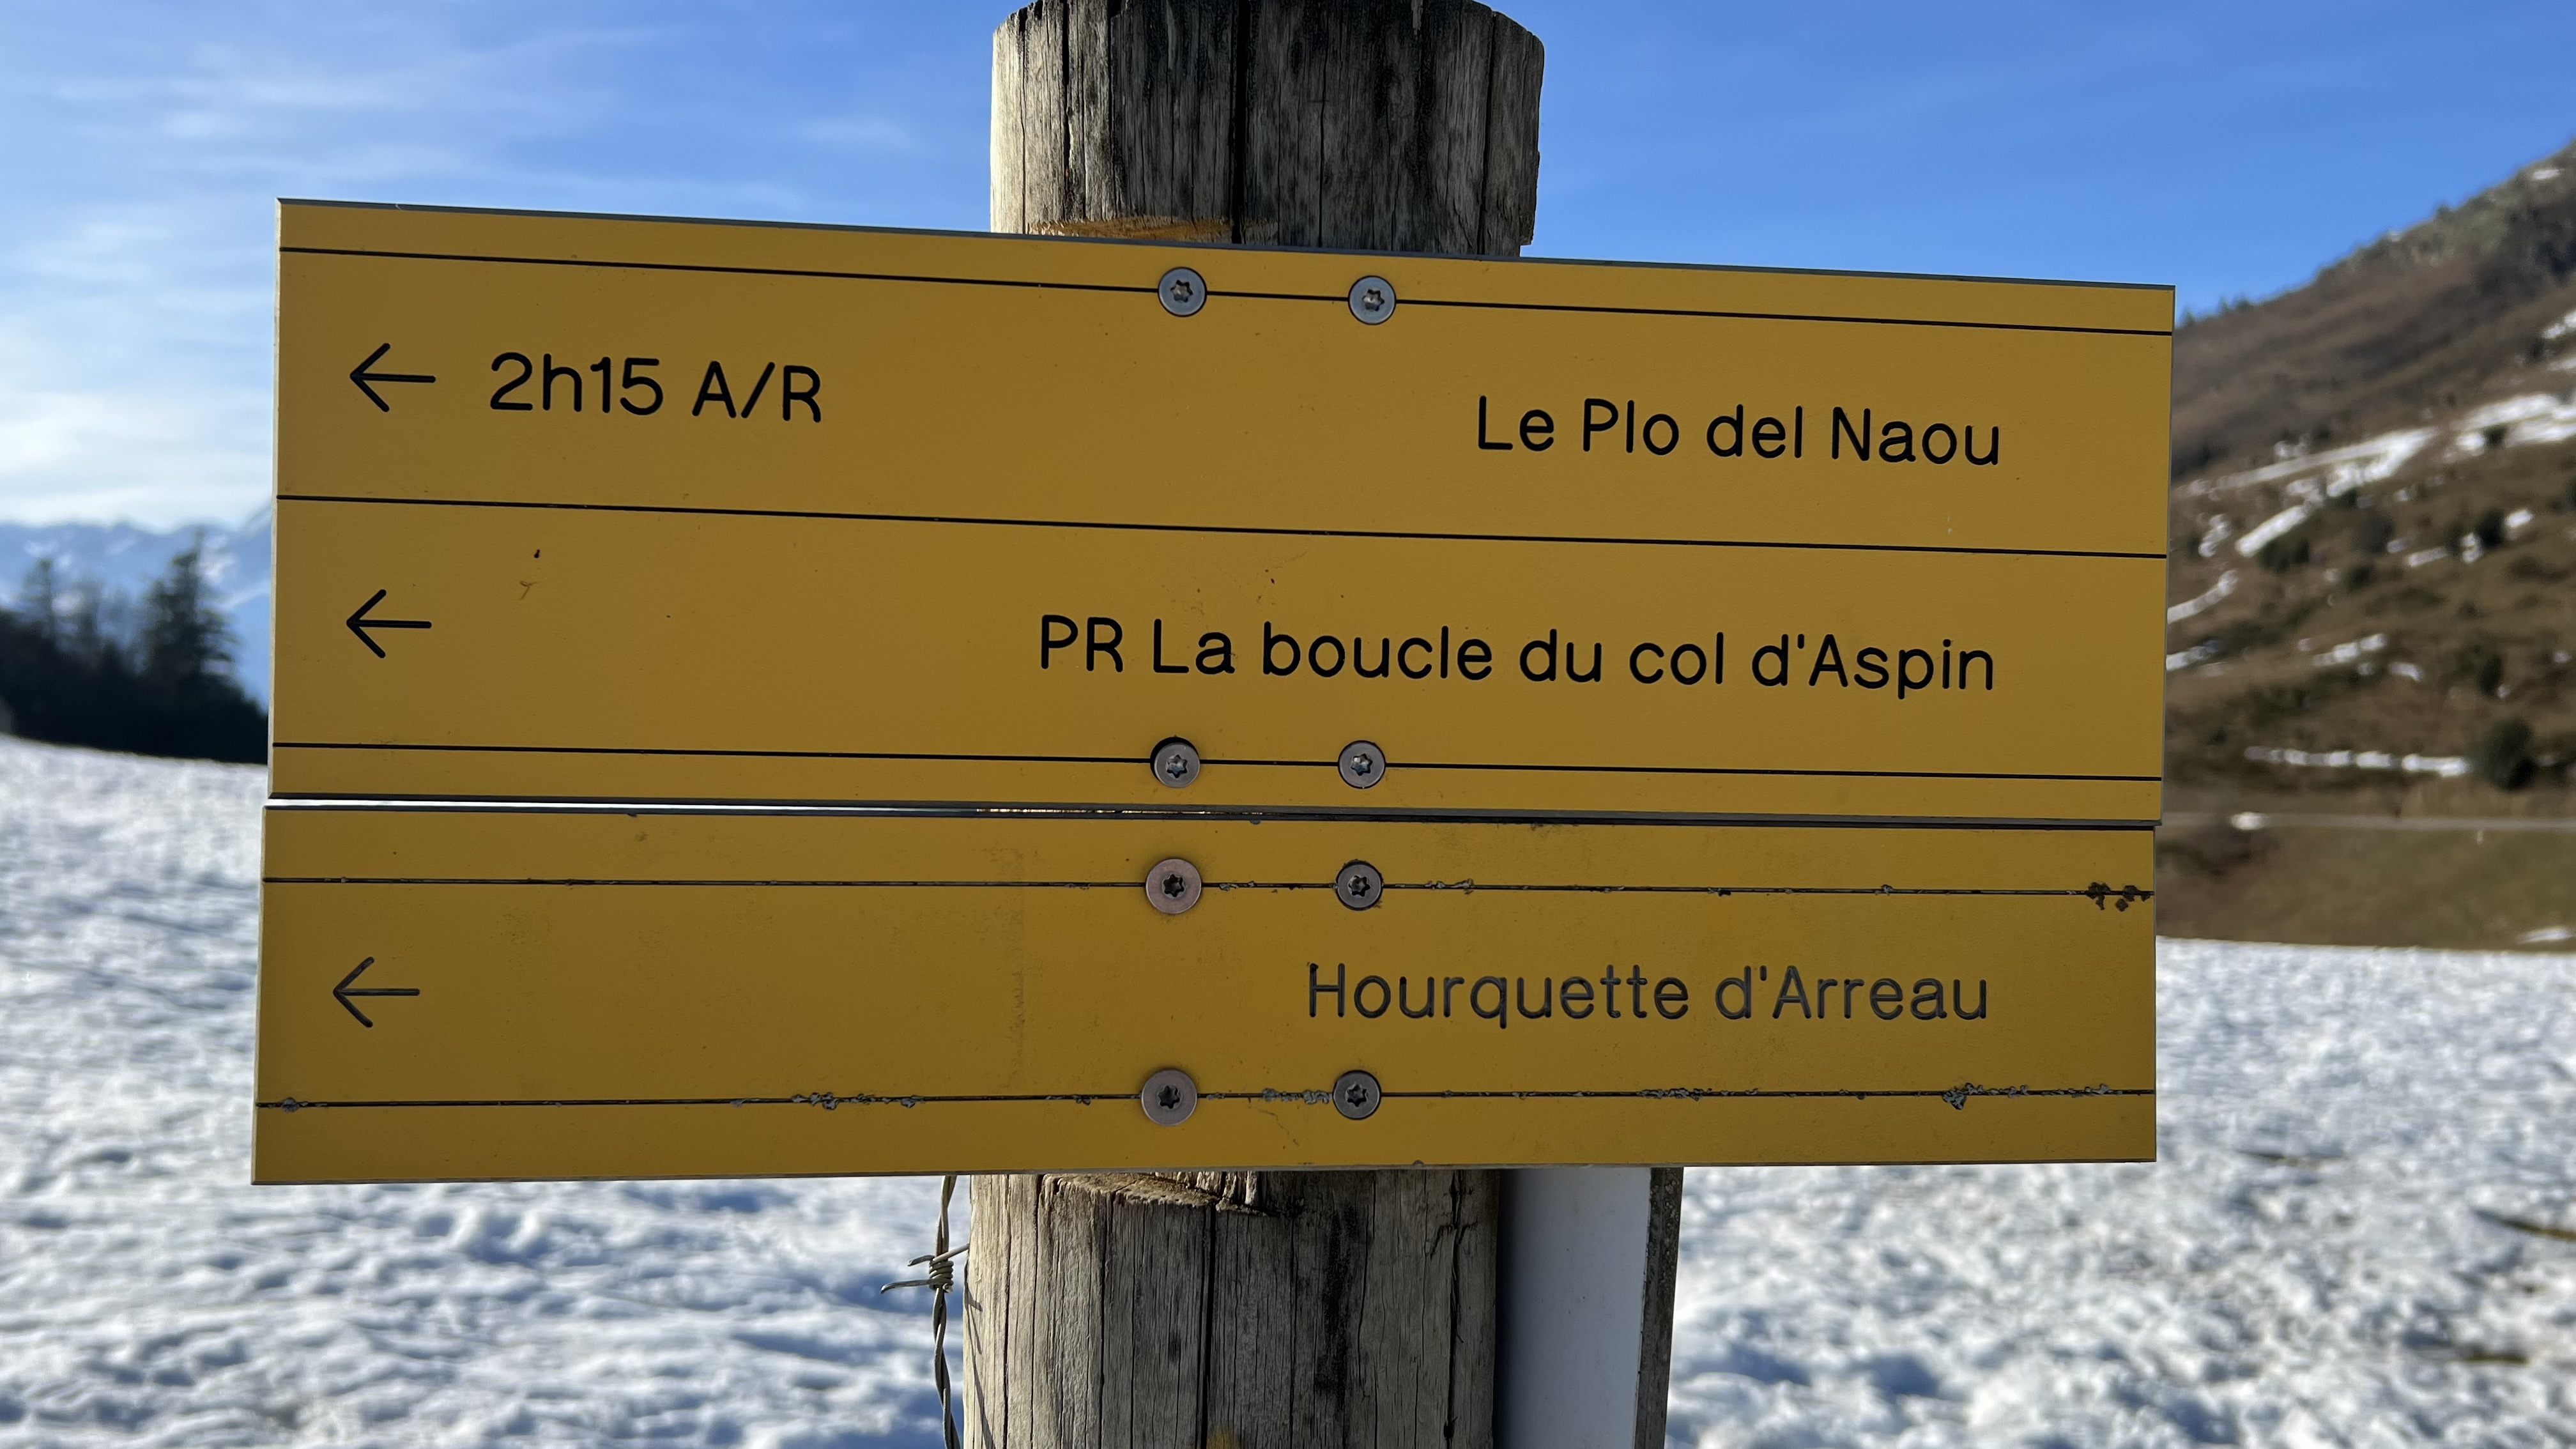 ← 2h15 A/R Le Plo del Naou
← PR La boucle du col d'Aspin
← Hourquette d'Arreau